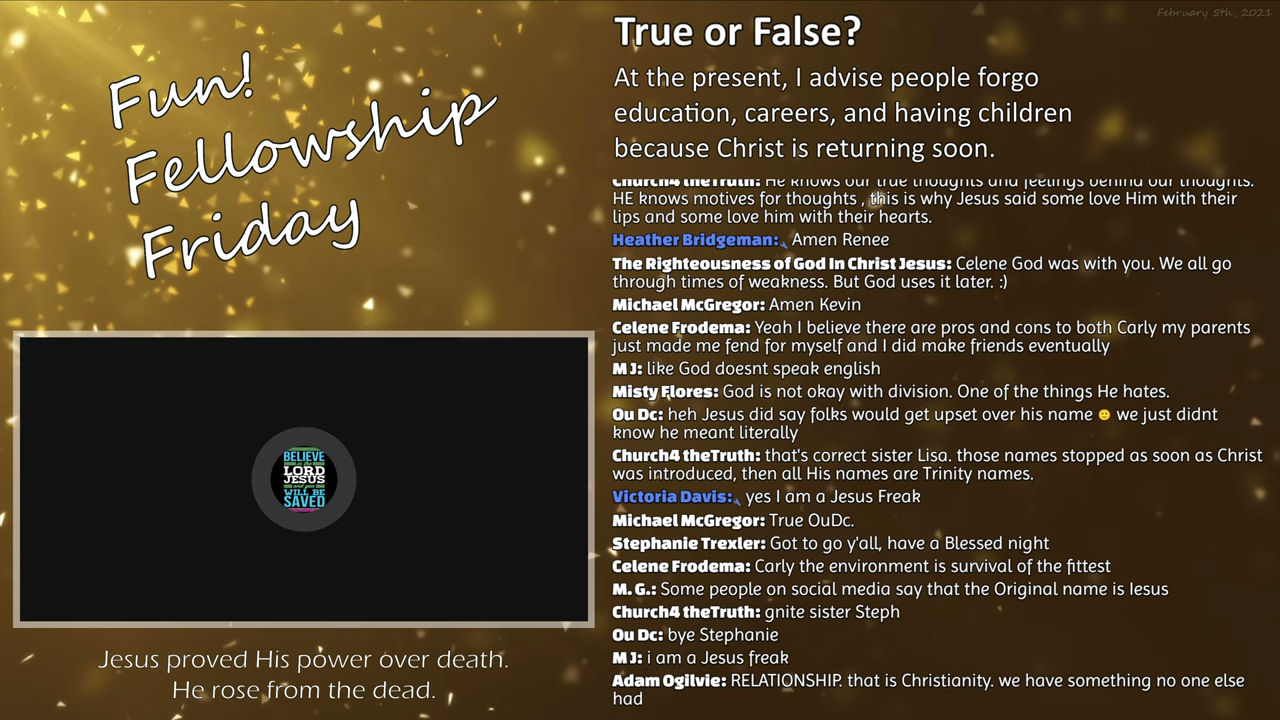 Fun!
Fellowship
Friday
BELIEVE
LORD
JESUS
WILL BE
SAVED
Jesus proved His power over death.
He rose from the dead.
February 5th, 2021
True or False?
At the present, I advise people forgo
education, careers, and having children
because Christ is returning soon.
Church4 theTruth: He knows our true thoughts and feelings behind our thoughts.
HE knows motives for thoughts , this is why Jesus said some love Him with their
lips and some love him with their hearts.
Heather Bridgeman: Amen Renee
The Righteousness of God In Christ Jesus: Celene God was with you. We all go
through times of weakness. But God uses it later. :)
Michael McGregor: Amen Kevin
Celene Frodema: Yeah I believe there are pros and cons to both Carly my parents
just made me fend for myself and I did make friends eventually
M J: like God doesnt speak english
Misty Flores: God is not okay with division. One of the things He hates.
Ou Dc: heh Jesus did say folks would get upset over his name 🙂 we just didnt
know he meant literally
Church4 theTruth: that's correct sister Lisa. those names stopped as soon as Christ
was introduced, then all His names are Trinity names.
Victoria Davis: yes I am a Jesus Freak
Michael McGregor: True OuDc.
Stephanie Trexler: Got to go y'all, have a Blessed night
Celene Frodema: Carly the environment is survival of the fittest
M. G.: Some people on social media say that the Original name is Iesus
Church4 theTruth: gnite sister Steph
Ou Dc: bye Stephanie
M J: i am a Jesus freak
Adam Ogilvie: RELATIONSHIP. that is Christianity. we have something no one else
had